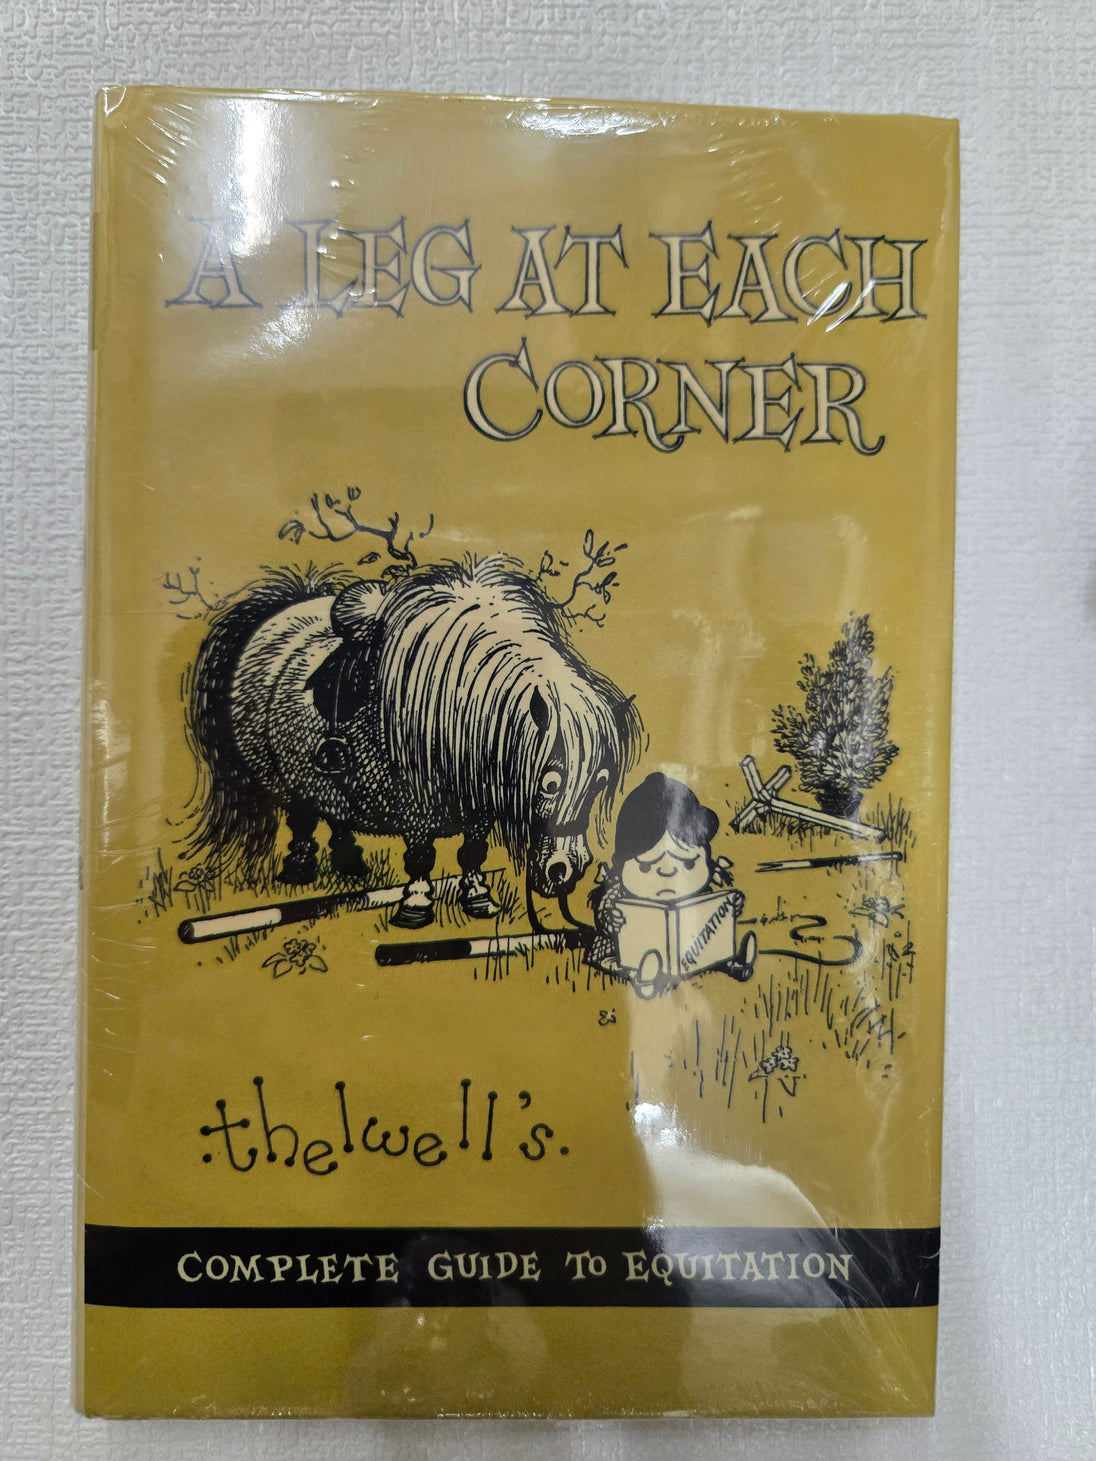 A LEG AT EACH
CORNER
EQUITATION
thelwell's.
COMPLETE GUIDE TO EQUITATION